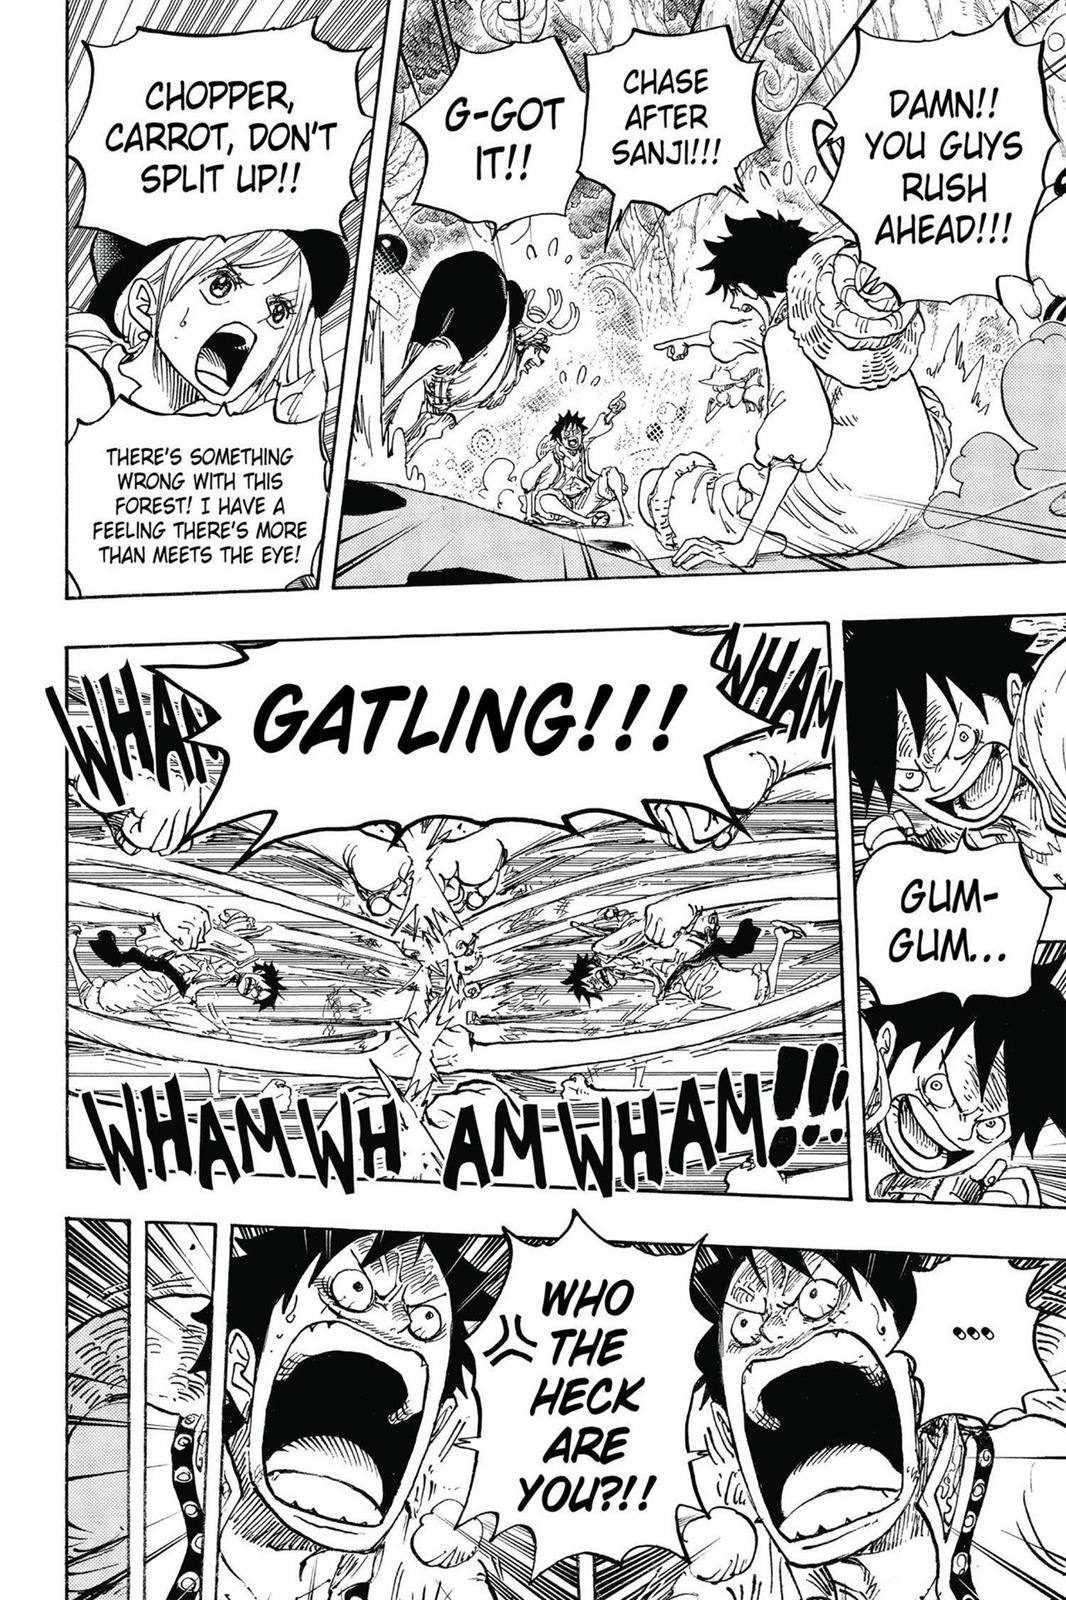 DAMN!!
YOU GUYS
RUSH
AHEAD!!!
CHASE
AFTER
SANJI!!!
G-GOT
IT!!
CHOPPER,
CARROT, DON'T
SPLIT UP!!
THERE'S SOMETHING
WRONG WITH THIS
FOREST! I HAVE A
FEELING THERE'S MORE
THAN MEETS THE EYE!
GUM-
GUM...
GATLING!!!
WHAM
WHAM
WHAM WHAM WHAM!!!
...
WHO
THE
HECK
ARE
YOU?!!